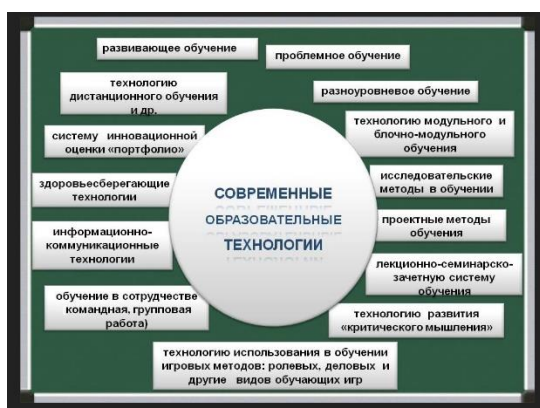 развивающее обучение
проблемное обучение
технологию
дистанционного обучения
и др.
разноуровневое обучение
систему инновационной
оценки «портфолио»
технологию модульного и
блочно-модульного
обучения
здоровьесберегающие
технологии
исследовательские
методы в обучении
СОВРЕМЕННЫЕ
ОБРАЗОВАТЕЛЬНЫЕ
ТЕХНОЛОГИИ
информационно-
коммуникационные
технологии
проектные методы
обучения
лекционно-семинарско-
зачетную систему
обучения
обучение в сотрудчестве
командная, групповая
работа)
технологию развития
«критического мышления»
технологию использования в обучении
игровых методов: ролевых, деловых и
другие видов обучающих игр